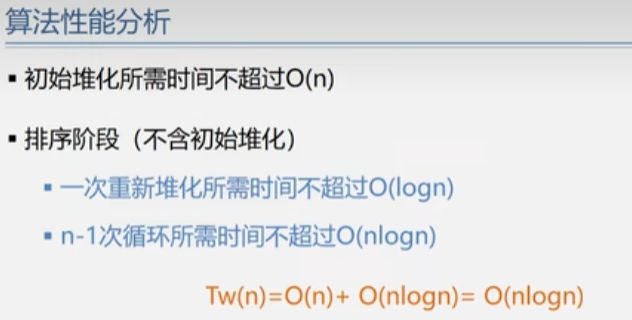 算法性能分析
▪ 初始堆化所需时间不超过O(n)
▪ 排序阶段（不含初始堆化）
▪ 一次重新堆化所需时间不超过O(logn)
▪ n-1次循环所需时间不超过O(nlogn)
Tw(n)=O(n)+ O(nlogn)= O(nlogn)